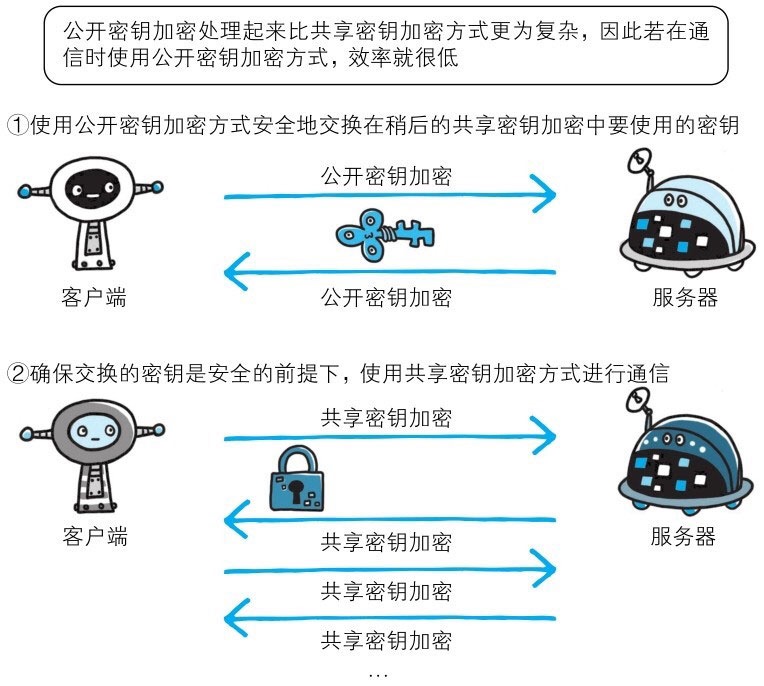 公开密钥加密处理起来比共享密钥加密方式更为复杂，因此若在通
信时使用公开密钥加密方式，效率就很低
①使用公开密钥加密方式安全地交换在稍后的共享密钥加密中要使用的密钥
公开密钥加密
客户端
公开密钥加密
服务器
②确保交换的密钥是安全的前提下，使用共享密钥加密方式进行通信
共享密钥加密
客户端
共享密钥加密
服务器
共享密钥加密
共享密钥加密
…